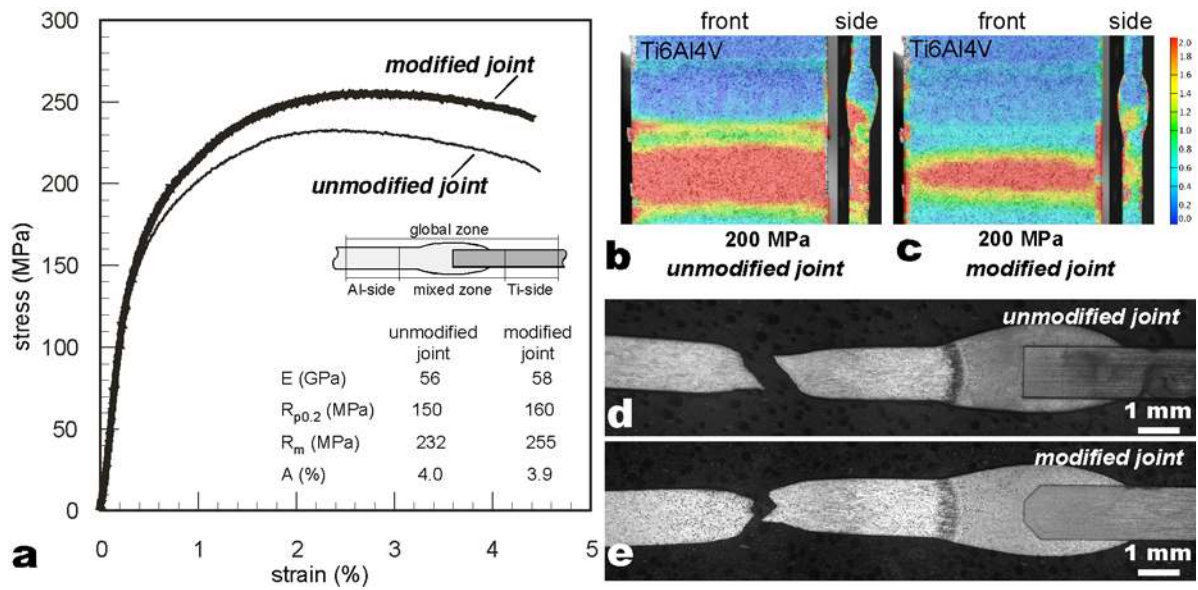 300
250
200
150
100
50
0
stress (MPa)
0
1
2
3
4
5
strain (%)
a
modified joint
unmodified joint
global zone
Al-side
mixed zone
Ti-side
unmodified joint
modified joint
E (GPa) 56 58
Rp0.2 (MPa) 150 160
Rm (MPa) 232 255
A (%) 4.0 3.9
front side
Ti6Al4V
b
200 MPa
unmodified joint
front side
Ti6Al4V
c
200 MPa
modified joint
2.0
1.8
1.6
1.4
1.2
1.0
0.8
0.6
0.4
0.2
0.0
unmodified joint
d
1 mm
modified joint
e
1 mm